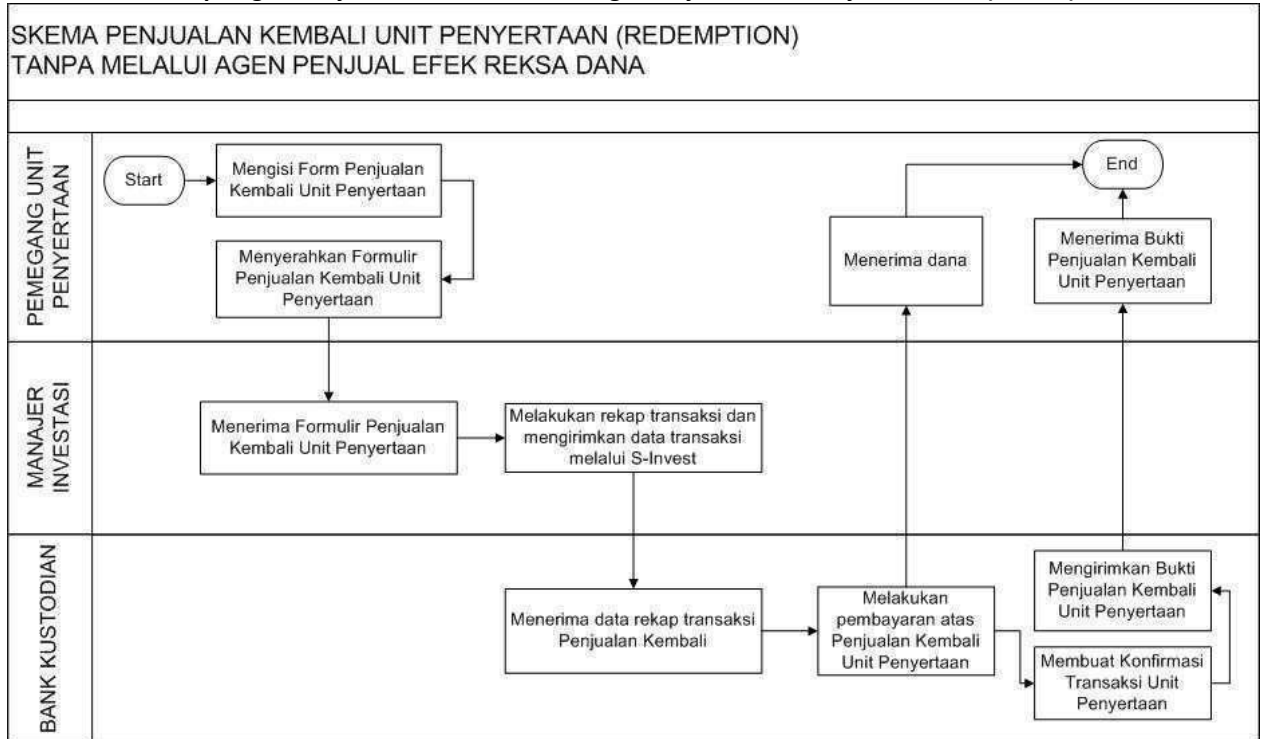 SKEMA PENJUALAN KEMBALI UNIT PENYERTAAN (REDEMPTION)
TANPA MELALUI AGEN PENJUAL EFEK REKSA DANA
PEMEGANG UNIT
PENYERTAAN
Start
Mengisi Form Penjualan
Kembali Unit Penyertaan
Menyerahkan Formulir
Penjualan Kembali Unit
Penyertaan
Menerima dana
End
Menerima Bukti
Penjualan Kembali
Unit Penyertaan
MANAJER
INVESTASI
Menerima Formulir Penjualan
Kembali Unit Penyertaan
Melakukan rekap transaksi dan
mengirimkan data transaksi
melalui S-Invest
BANK KUSTODIAN
Menerima data rekap transaksi
Penjualan Kembali
Melakukan
pembayaran atas
Penjualan Kembali
Unit Penyertaan
Mengirimkan Bukti
Penjualan Kembali
Unit Penyertaan
Membuat Konfirmasi
Transaksi Unit
Penyertaan